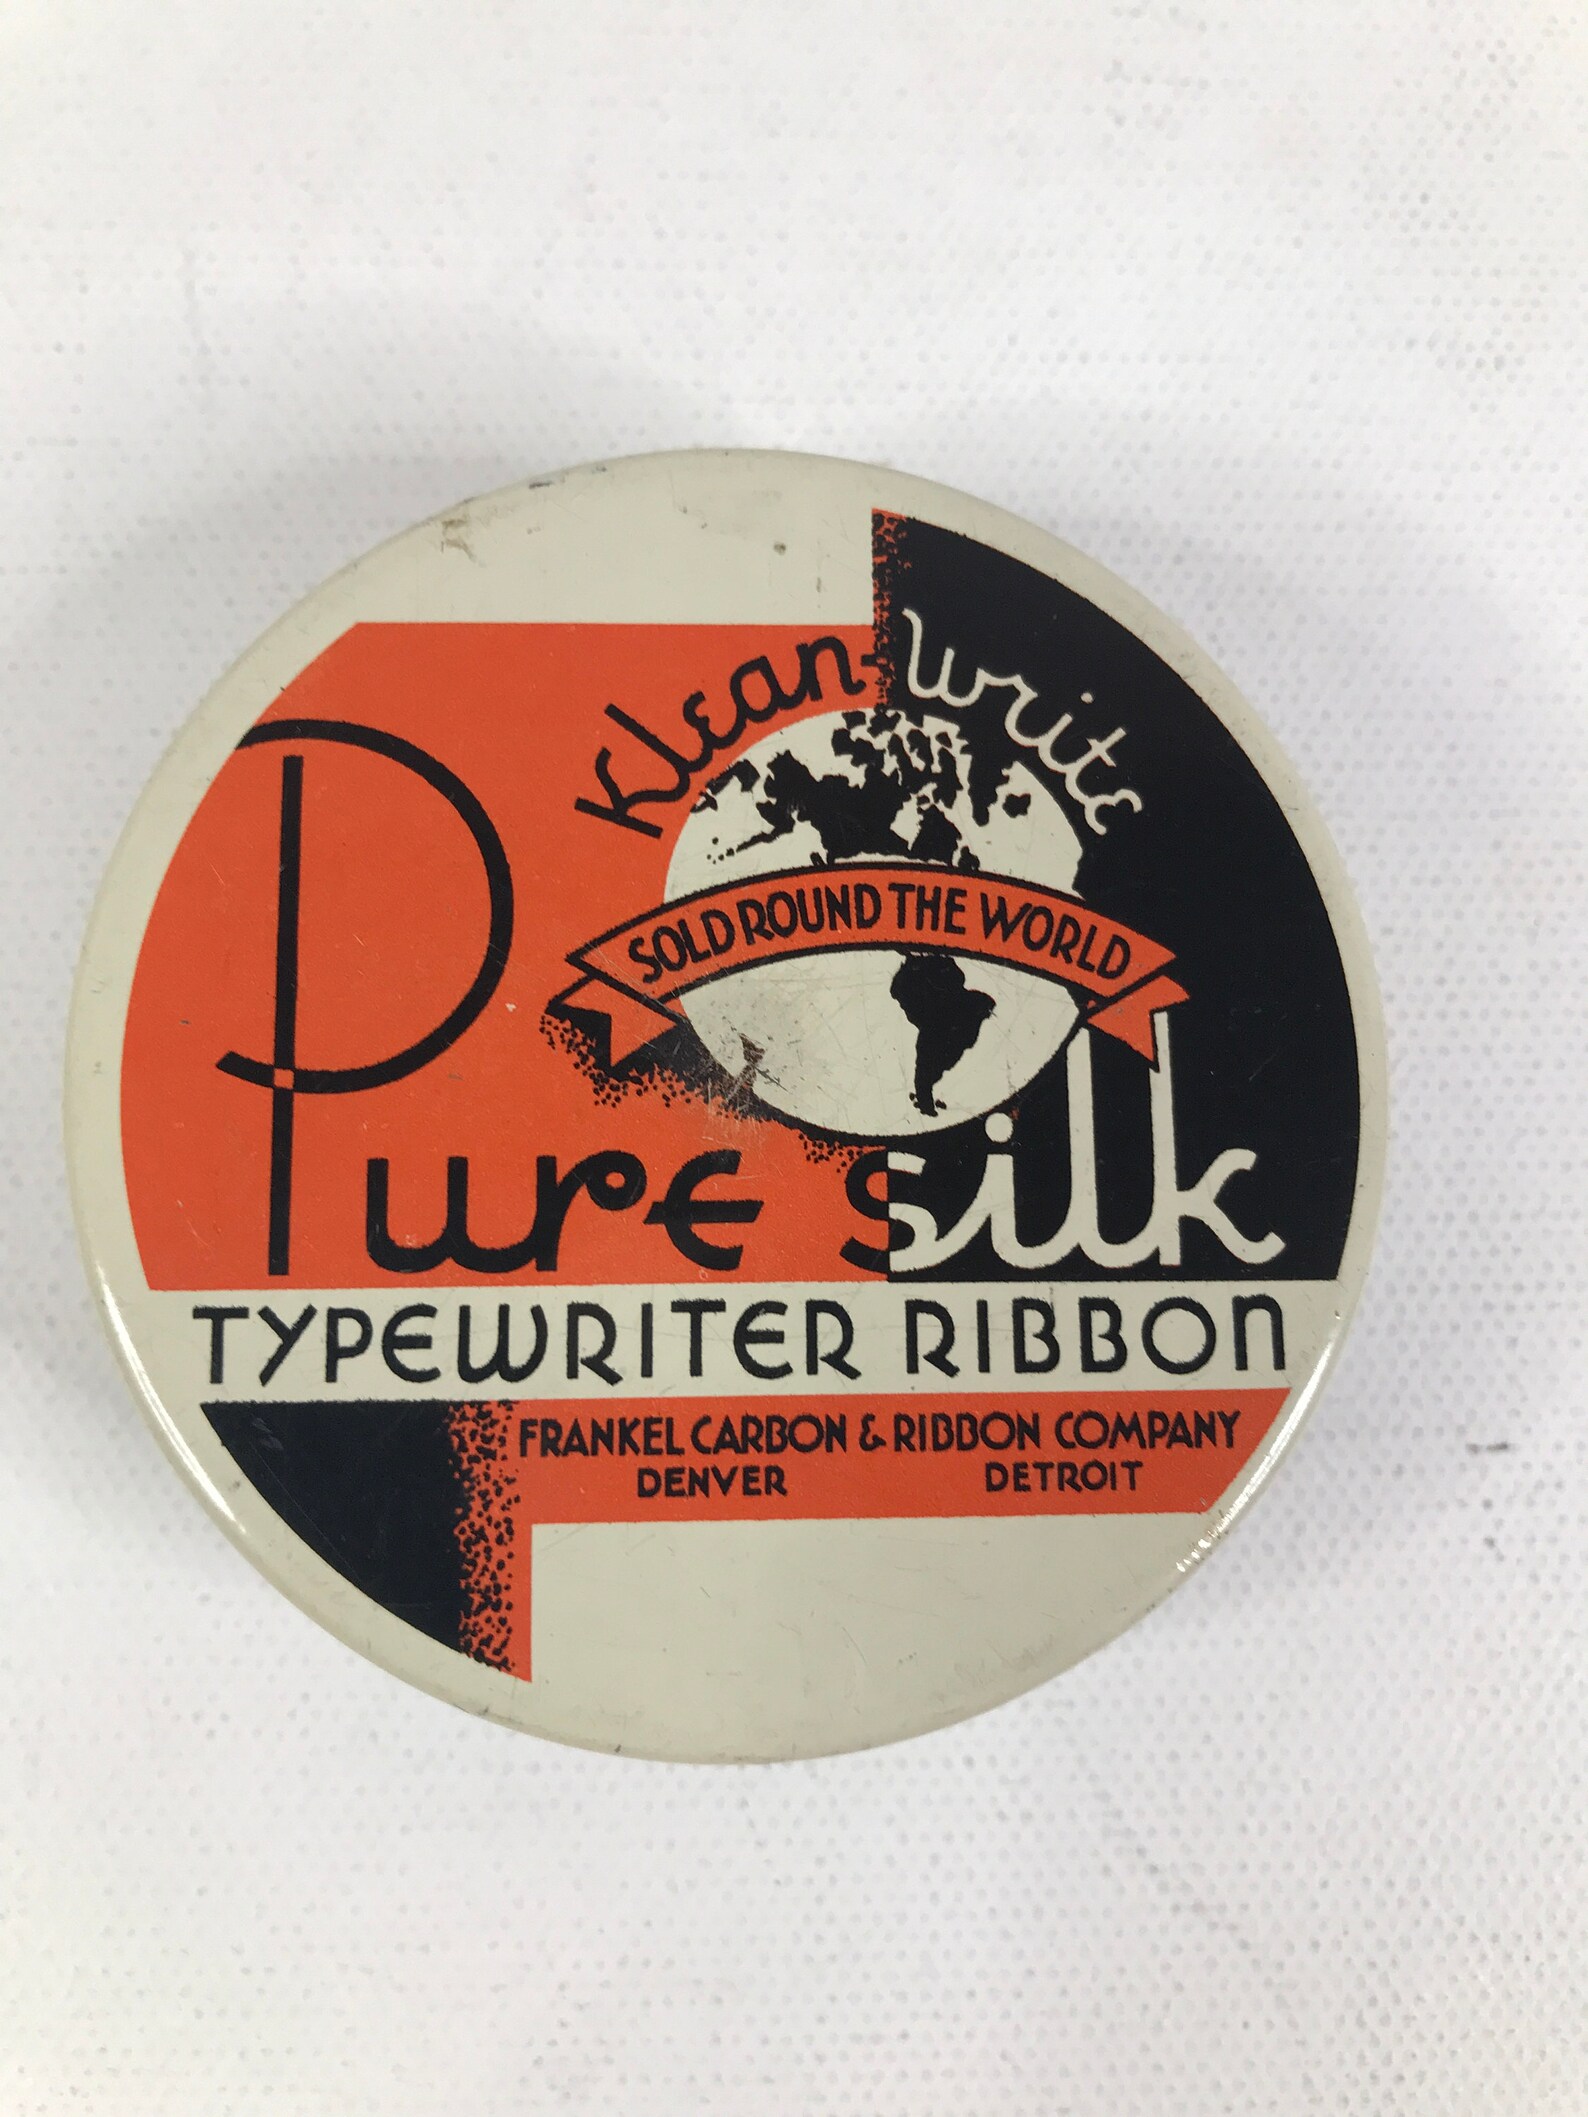 Klean-Write
SOLD ROUND THE WORLD
Pure silk
TYPEWRITER RIBBON
FRANKEL CARBON & RIBBON COMPANY
DENVER DETROIT